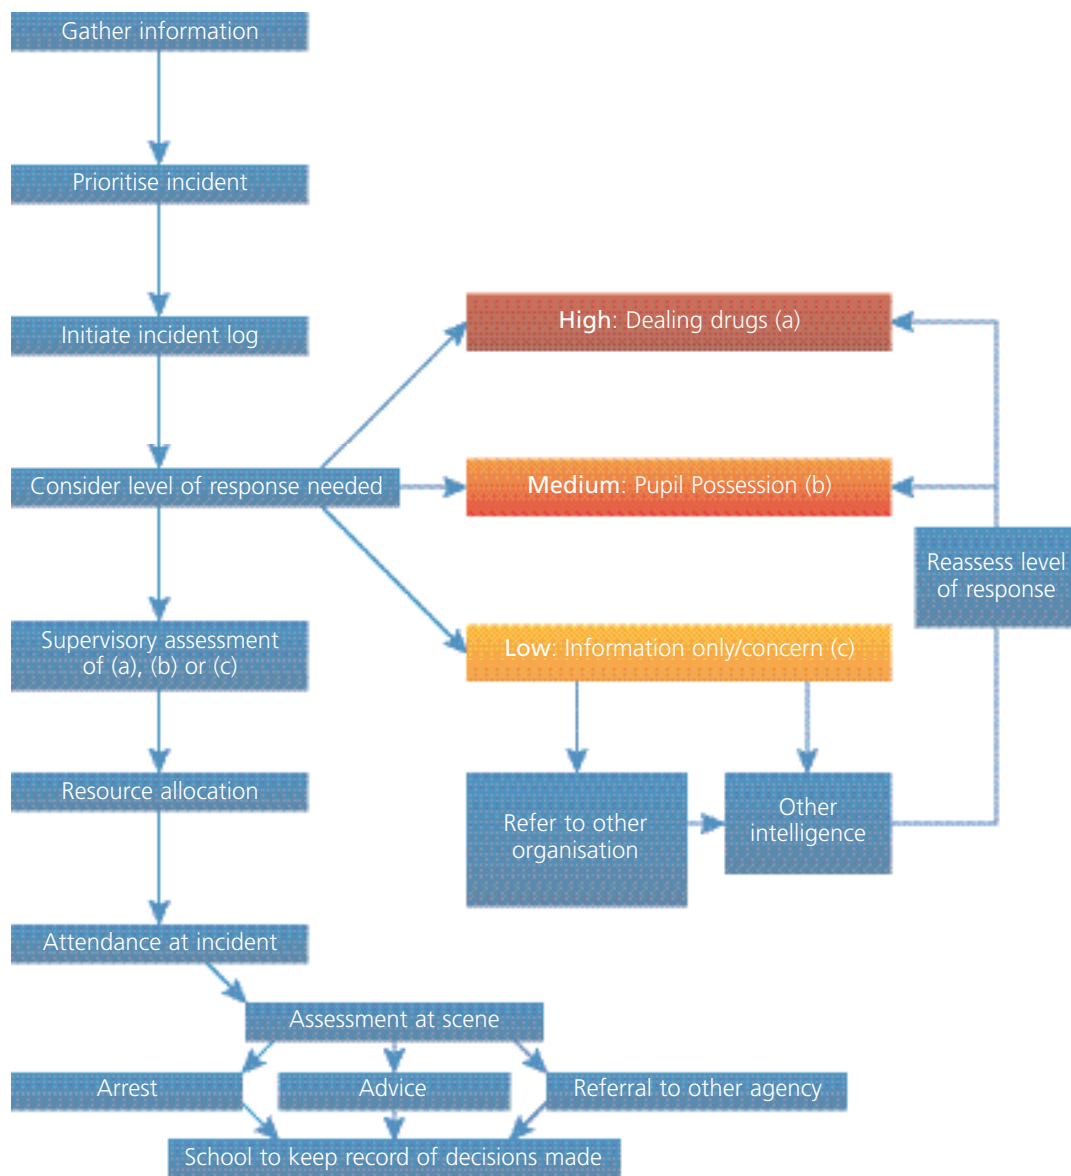 Gather information
Prioritise incident
Initiate incident log
High: Dealing drugs (a)
Consider level of response needed
Medium: Pupil Possession (b)
Reassess level
of response
Supervisory assessment
of (a), (b) or (c)
Low: Information only/concern (c)
Resource allocation
Refer to other
organisation
Other
intelligence
Attendance at incident
Assessment at scene
Arrest
Advice
Referral to other agency
School to keep record of decisions made